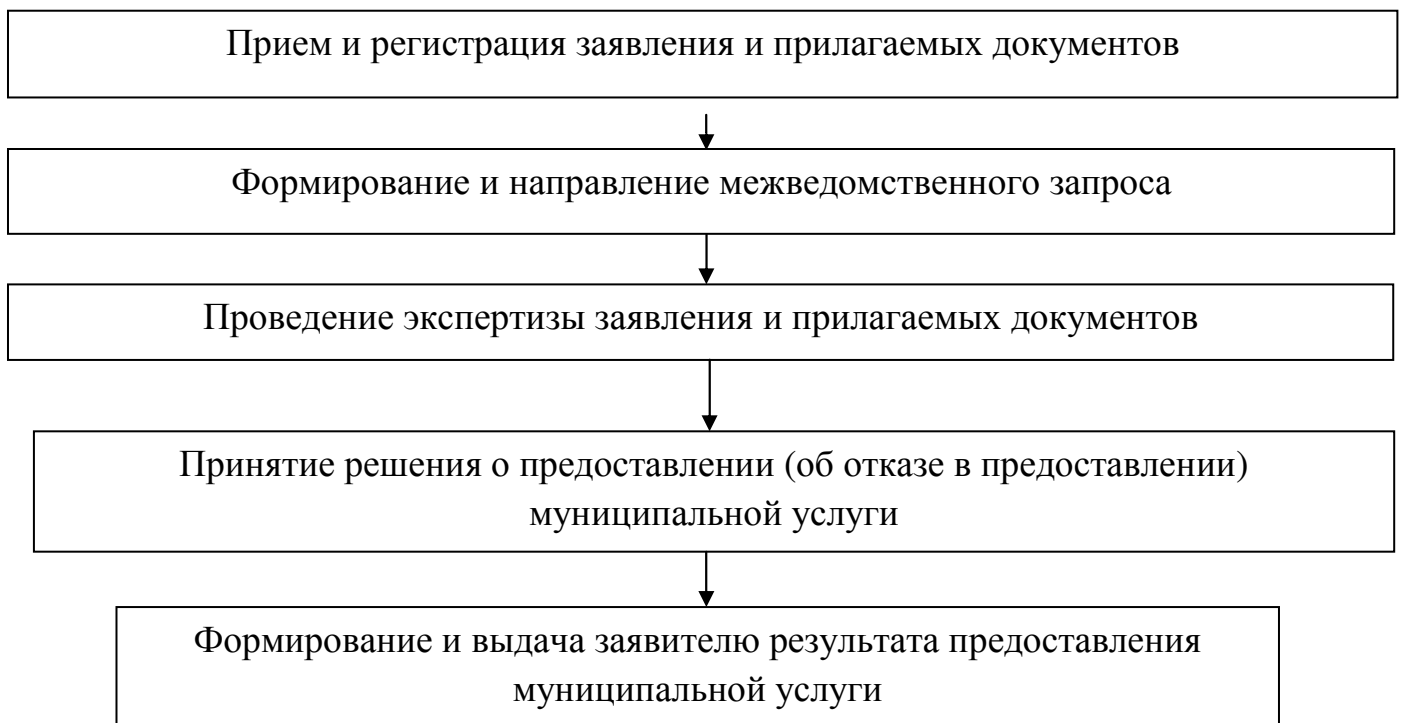 Прием и регистрация заявления и прилагаемых документов
Формирование и направление межведомственного запроса
Проведение экспертизы заявления и прилагаемых документов
Принятие решения о предоставлении (об отказе в предоставлении)
муниципальной услуги
Формирование и выдача заявителю результата предоставления
муниципальной услуги